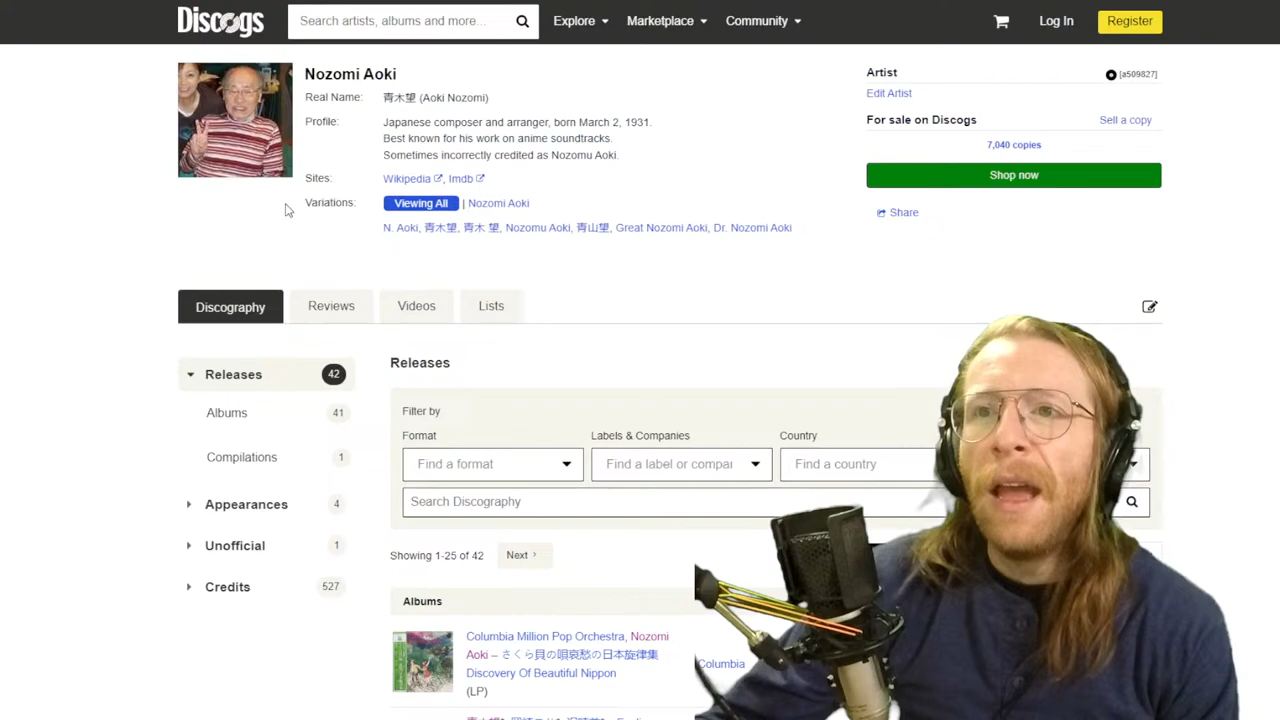 Discogs Search artists, albums and more... Explore Marketplace Community Log In Register
Nozomi Aoki
Real Name: 青木望 (Aoki Nozomi)
Profile: Japanese composer and arranger, born March 2, 1931.
Best known for his work on anime soundtracks.
Sometimes incorrectly credited as Nozomu Aoki.
Sites: Wikipedia, Imdb
Variations: Viewing All | Nozomi Aoki
N. Aoki, 青木望, 青木 望, Nozomu Aoki, 青山望, Great Nozomi Aoki, Dr. Nozomi Aoki
Artist [a509827]
Edit Artist
For sale on Discogs Sell a copy
7,040 copies
Shop now
Share
Discography Reviews Videos Lists
Releases 42
Albums 41
Compilations 1
Appearances 4
Unofficial 1
Credits 527
Releases
Filter by
Format Labels & Companies Country
Find a format Find a label or compar Find a country
Search Discography
Showing 1-25 of 42 Next
Albums
Columbia Million Pop Orchestra, Nozomi
Aoki – さくら貝の唄哀愁の日本旋律集
Discovery Of Beautiful Nippon
(LP)
Columbia